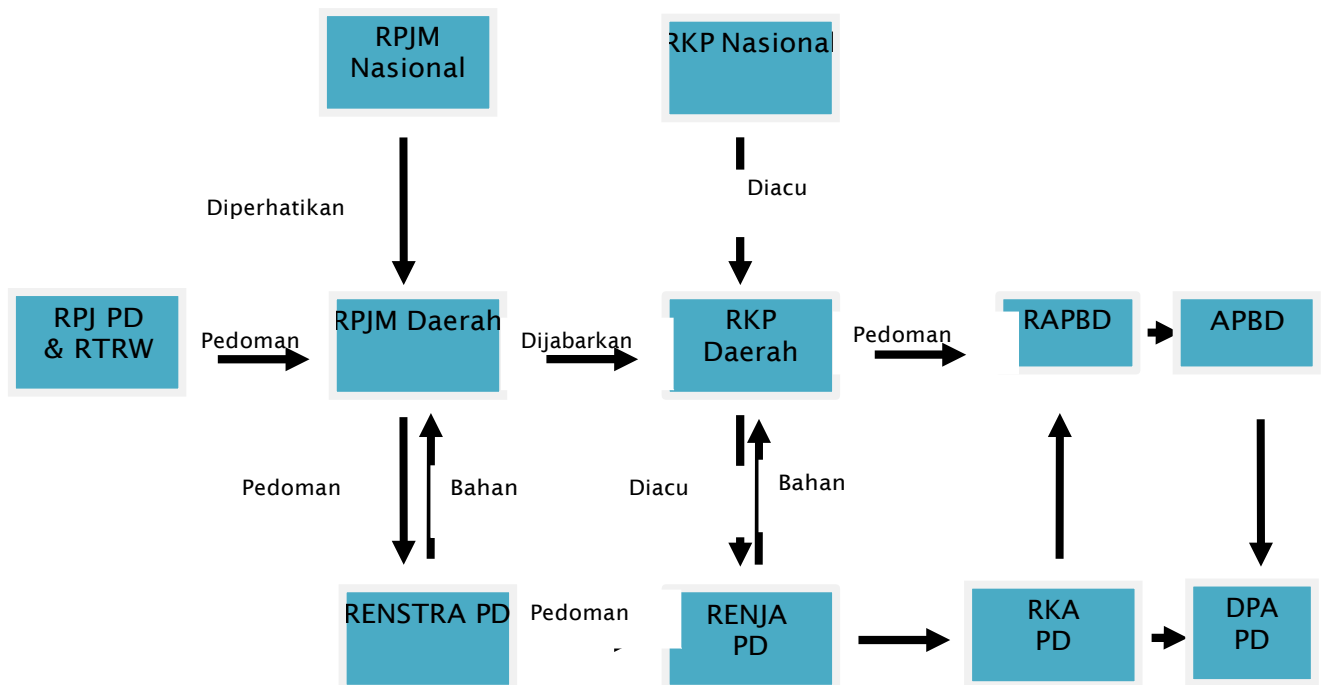 RPJM
Nasional
RKP Nasional
Diperhatikan
Diacu
RPJ PD
& RTRW
Pedoman
RPJM Daerah
Dijabarkan
RKP
Daerah
Pedoman
RAPBD
APBD
Pedoman
Bahan
Diacu
Bahan
RENSTRA PD
Pedoman
RENJA
PD
RKA
PD
DPA
PD